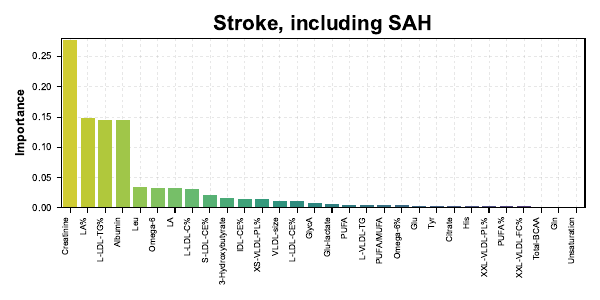 Stroke, including SAH
Importance
0.25
0.20
0.15
0.10
0.05
0.00
Creatinine
LA%
L-LDL-TG%
Albumin
Leu
Omega-6
LA
L-LDL-C%
S-LDL-CE%
3-Hydroxybutyrate
IDL-CE%
XS-VLDL-PL%
VLDL-size
L-LDL-CE%
GlycA
Glu-lactate
PUFA
L-VLDL-TG
PUFA/MUFA
Omega-6%
Glu
Tyr
Citrate
His
XXL-VLDL-PL%
PUFA%
XXL-VLDL-FC%
Total-BCAA
Gln
Unsaturation